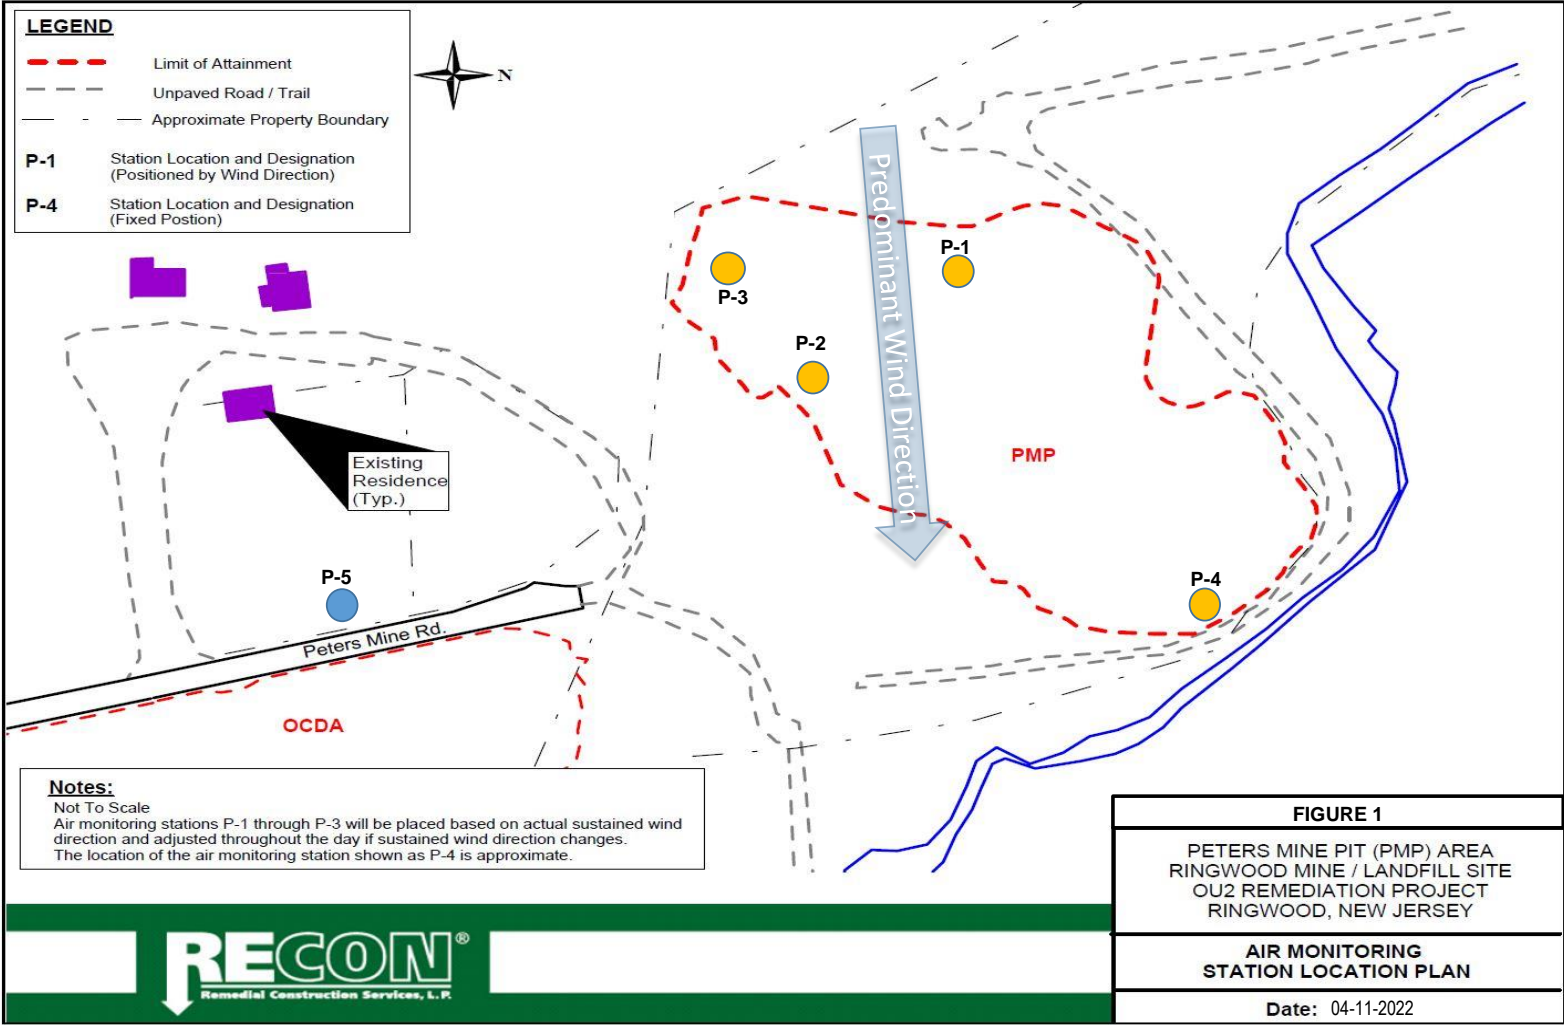 LEGEND
Limit of Attainment
Unpaved Road / Trail
Approximate Property Boundary
P-1 Station Location and Designation
(Positioned by Wind Direction)
P-4 Station Location and Designation
(Fixed Postion)
N
Predominant Wind Direction
P-1
P-3
P-2
PMP
P-4
Existing
Residence
(Typ.)
P-5
Peters Mine Rd.
OCDA
Notes:
Not To Scale
Air monitoring stations P-1 through P-3 will be placed based on actual sustained wind
direction and adjusted throughout the day if sustained wind direction changes.
The location of the air monitoring station shown as P-4 is approximate.
RECON®
Remedial Construction Services, L.P.
FIGURE 1
PETERS MINE PIT (PMP) AREA
RINGWOOD MINE / LANDFILL SITE
OU2 REMEDIATION PROJECT
RINGWOOD, NEW JERSEY
AIR MONITORING
STATION LOCATION PLAN
Date: 04-11-2022